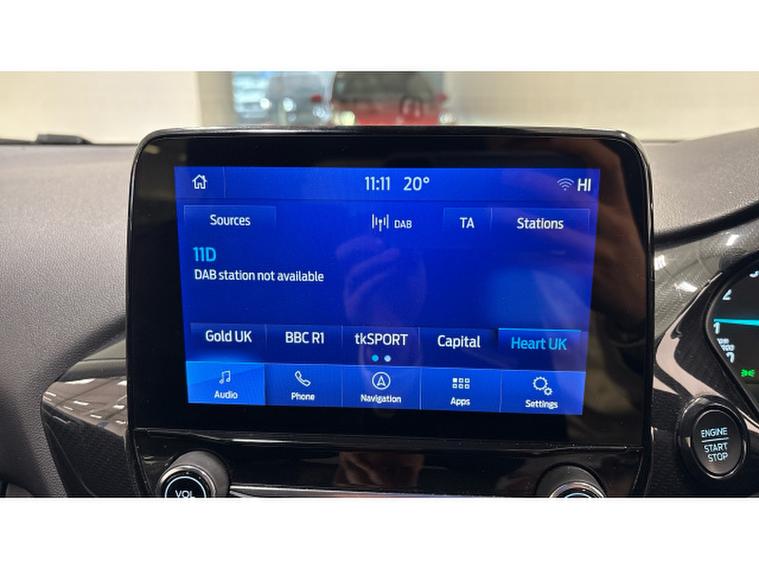 11:11 20° HI
Sources DAB TA Stations
11D
DAB station not available
Gold UK BBC R1 tkSPORT Capital Heart UK
Audio Phone Navigation Apps Settings
ENGINE
START
STOP
VOL